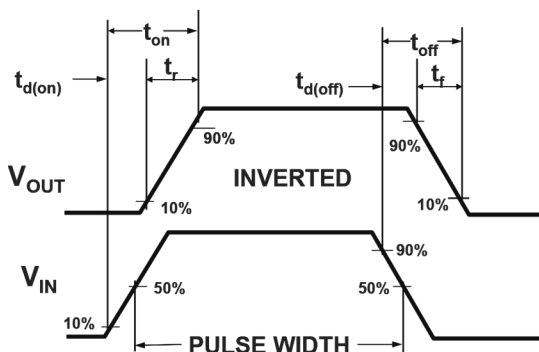 t_on
t_off
t_d(on)
t_r
t_d(off)
t_f
90%
90%
V_OUT
INVERTED
10%
10%
90%
V_IN
50%
50%
10%
PULSE WIDTH